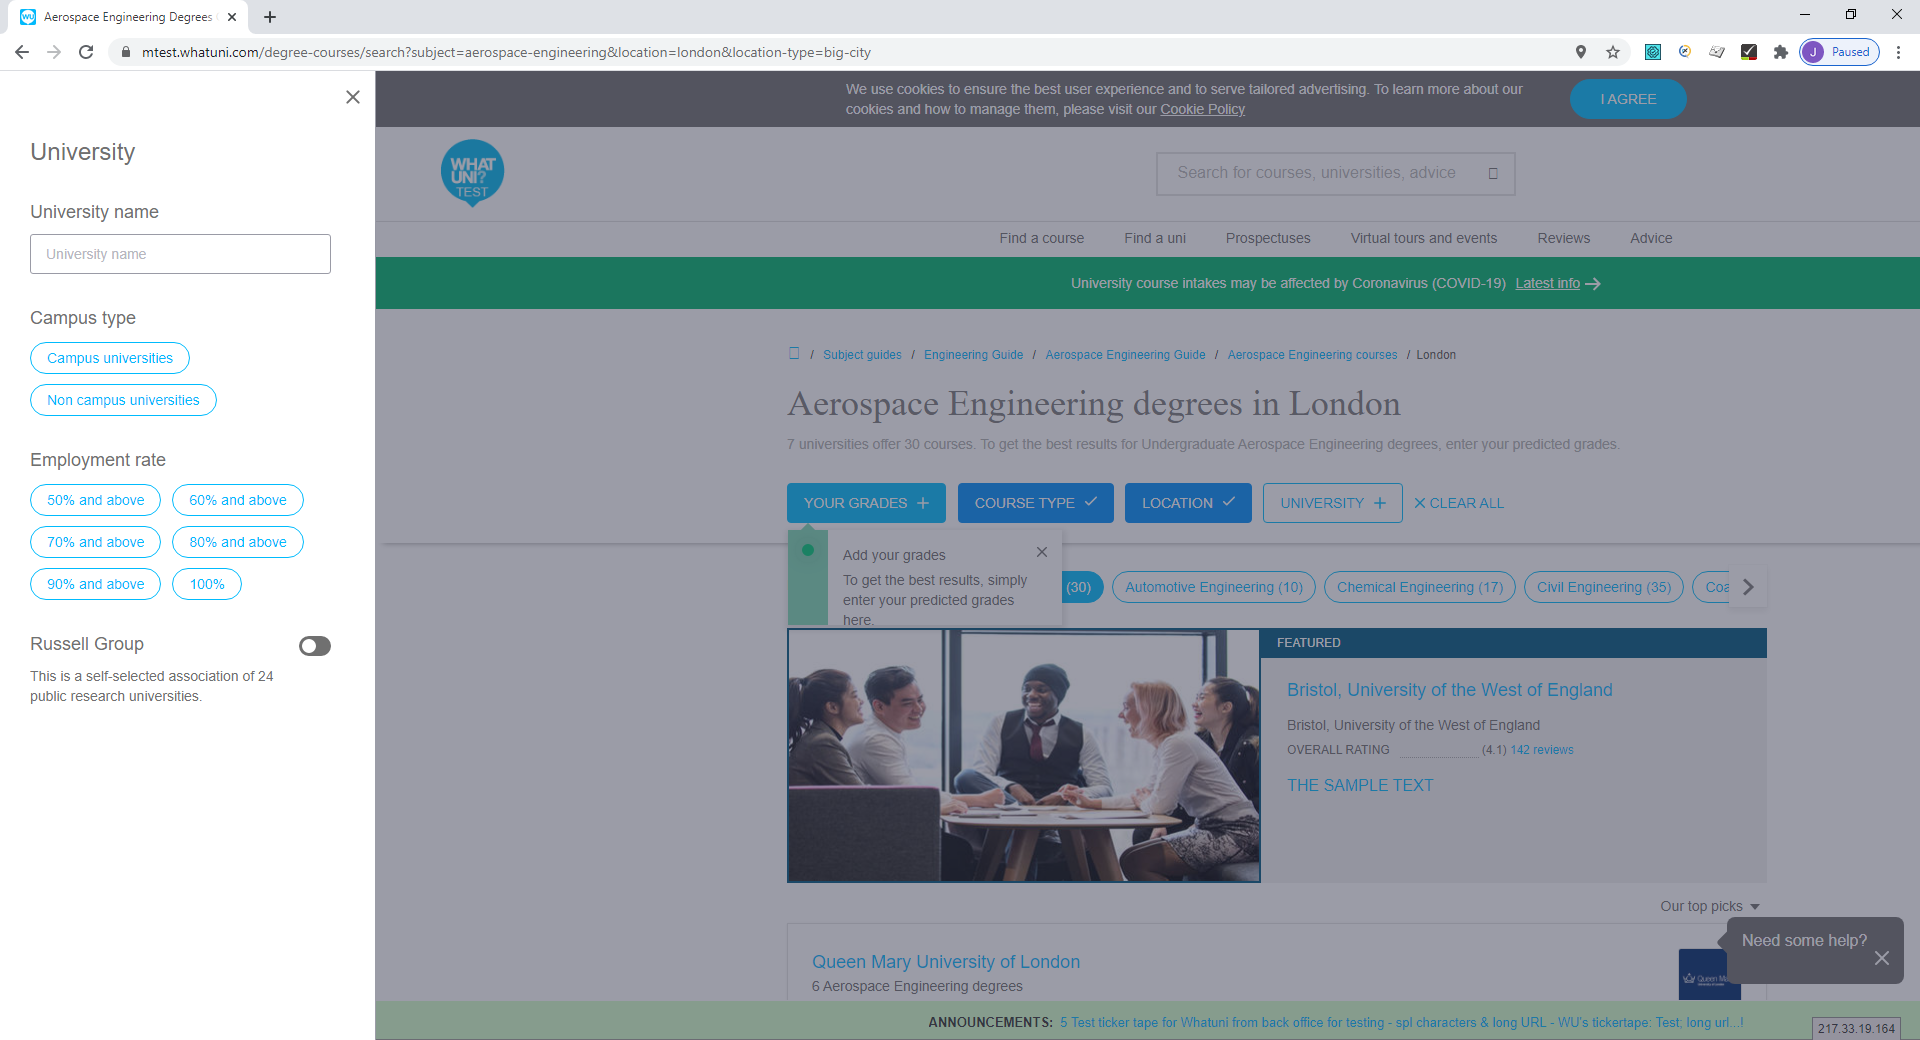 Aerospace Engineering Degrees
mtest.whatuni.com/degree-courses/search?subject=aerospace-engineering&location=london&location-type=big-city
J Paused
University
University name
University name
Campus type
Campus universities
Non campus universities
Employment rate
50% and above 60% and above
70% and above 80% and above
90% and above 100%
Russell Group
This is a self-selected association of 24
public research universities.
We use cookies to ensure the best user experience and to serve tailored advertising. To learn more about our
cookies and how to manage them, please visit our Cookie Policy
I AGREE
WHAT
UNI?
TEST
Search for courses, universities, advice
Find a course Find a uni Prospectuses Virtual tours and events Reviews Advice
University course intakes may be affected by Coronavirus (COVID-19) Latest info
/ Subject guides / Engineering Guide / Aerospace Engineering Guide / Aerospace Engineering courses / London
Aerospace Engineering degrees in London
7 universities offer 30 courses. To get the best results for Undergraduate Aerospace Engineering degrees, enter your predicted grades.
YOUR GRADES COURSE TYPE LOCATION UNIVERSITY CLEAR ALL
Add your grades
To get the best results, simply
enter your predicted grades
here.
(30) Automotive Engineering (10) Chemical Engineering (17) Civil Engineering (35) Coa
FEATURED
Bristol, University of the West of England
Bristol, University of the West of England
OVERALL RATING (4.1) 142 reviews
THE SAMPLE TEXT
Our top picks
Need some help?
Queen Mary University of London
6 Aerospace Engineering degrees
Queen Ma
ANNOUNCEMENTS: 5 Test ticker tape for Whatuni from back office for testing - spl characters & long URL - WU's tickertape: Test; long url...!
217.33.19.164